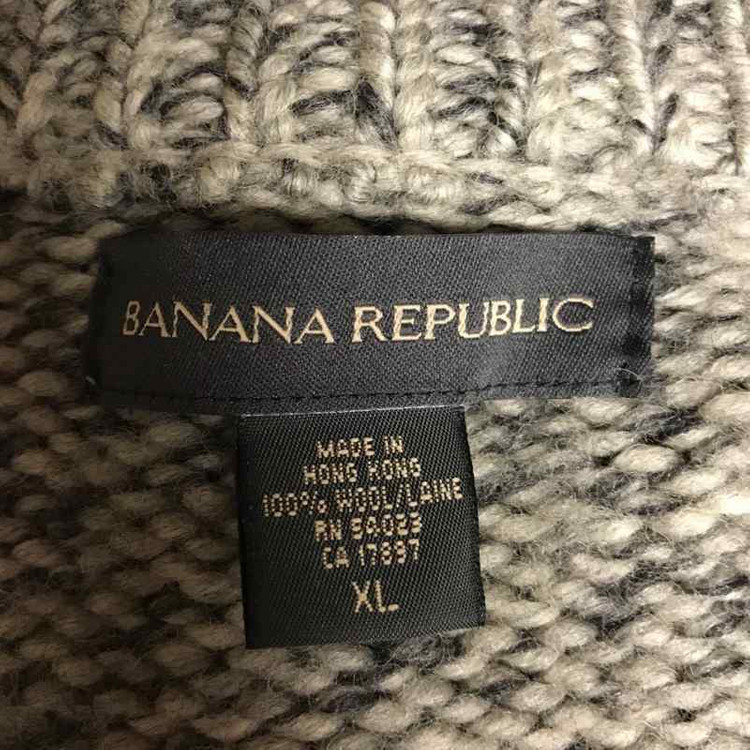 BANANA REPUBLIC
MADE IN
HONG KONG
100% WOOL/LAINE
RN 54023
CA 17897
XL